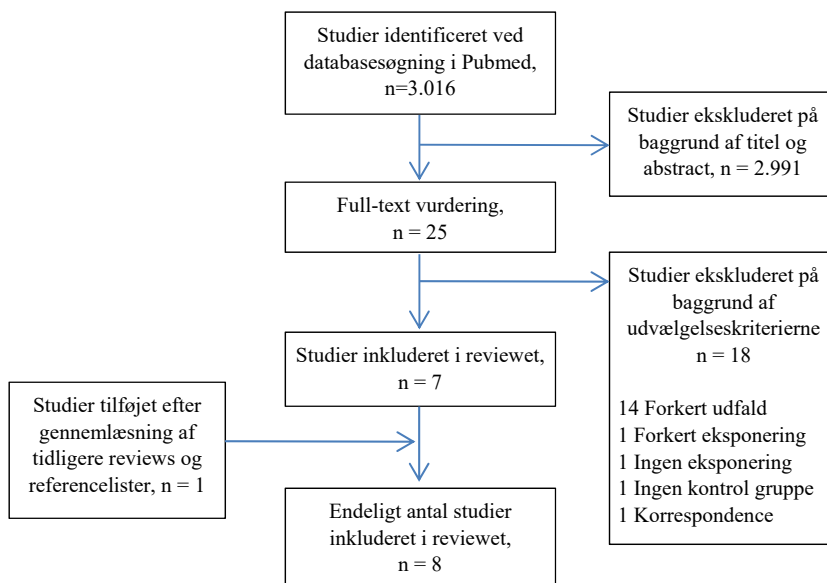 Studier identificeret ved
databasesøgning i Pubmed,
n=3.016
Studier ekskluderet på
baggrund af titel og
abstract, n = 2.991
Full-text vurdering,
n = 25
Studier ekskluderet på
baggrund af
udvælgelseskriterierne
n = 18
14 Forkert udfald
1 Forkert eksponering
1 Ingen eksponering
1 Ingen kontrol gruppe
1 Korrespondence
Studier inkluderet i reviewet,
n = 7
Studier tilføjet efter
gennemlæsning af
tidligere reviews og
referencelister, n = 1
Endeligt antal studier
inkluderet i reviewet,
n = 8